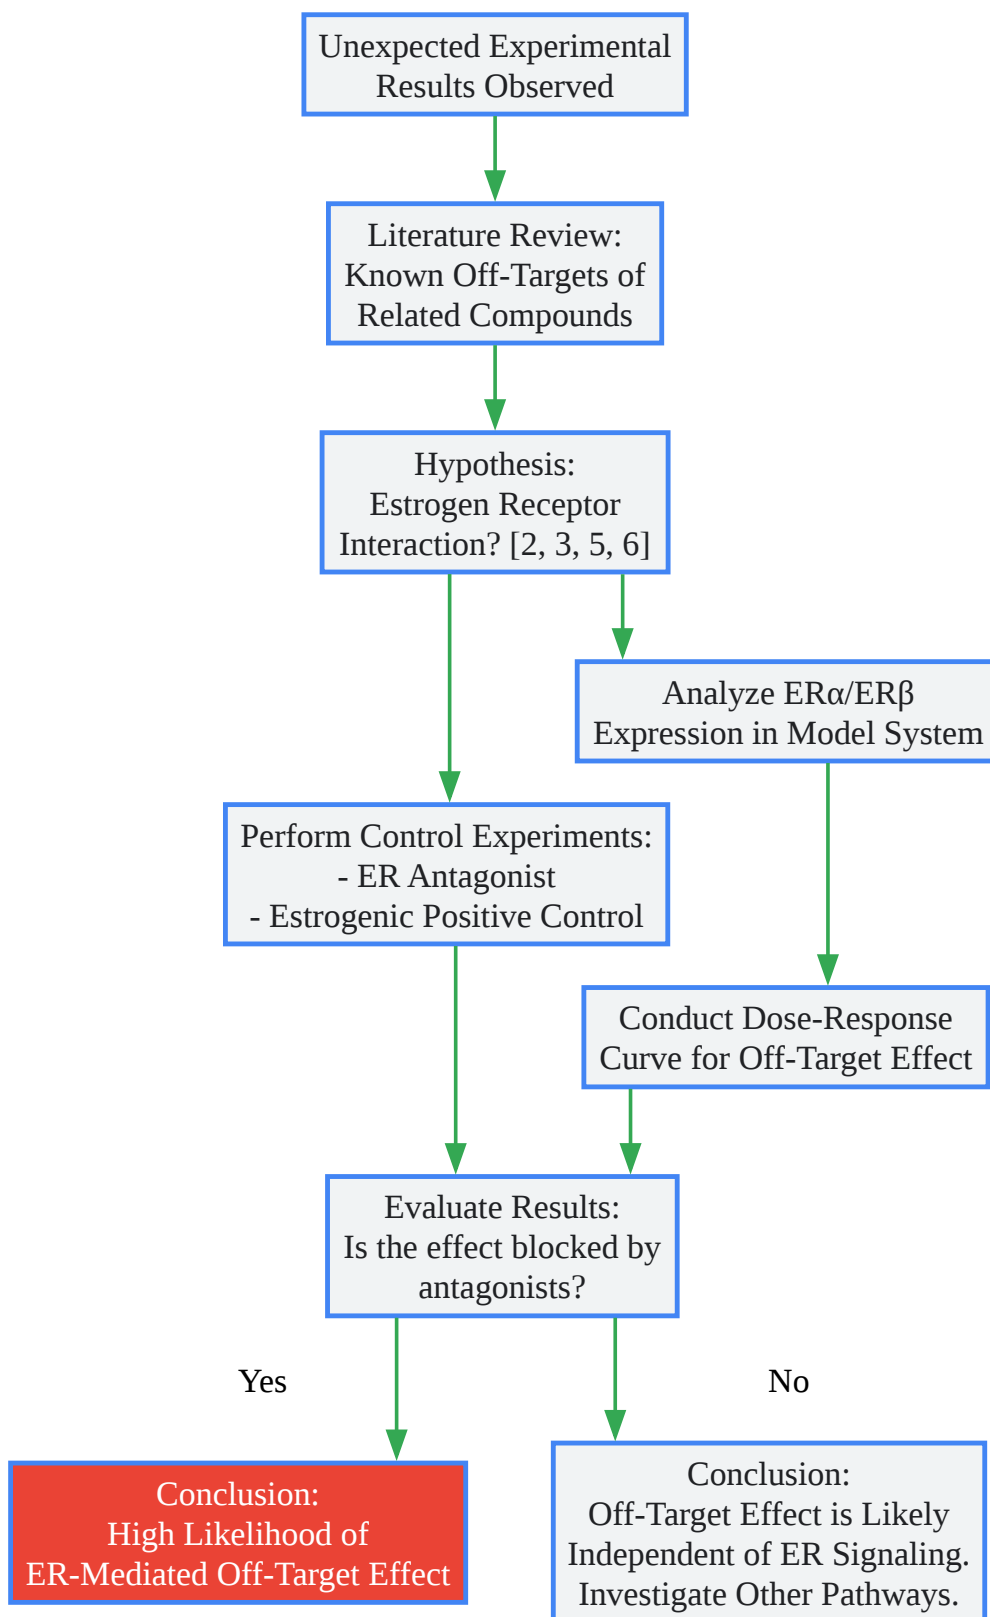 Unexpected Experimental
Results Observed
Literature Review:
Known Off-Targets of
Related Compounds
Hypothesis:
Estrogen Receptor
Interaction? [2, 3, 5, 6]
Analyze ERα/ERβ
Expression in Model System
Perform Control Experiments:
- ER Antagonist
- Estrogenic Positive Control
Conduct Dose-Response
Curve for Off-Target Effect
Evaluate Results:
Is the effect blocked by
antagonists?
Yes
No
Conclusion:
High Likelihood of
ER-Mediated Off-Target Effect
Conclusion:
Off-Target Effect is Likely
Independent of ER Signaling.
Investigate Other Pathways.